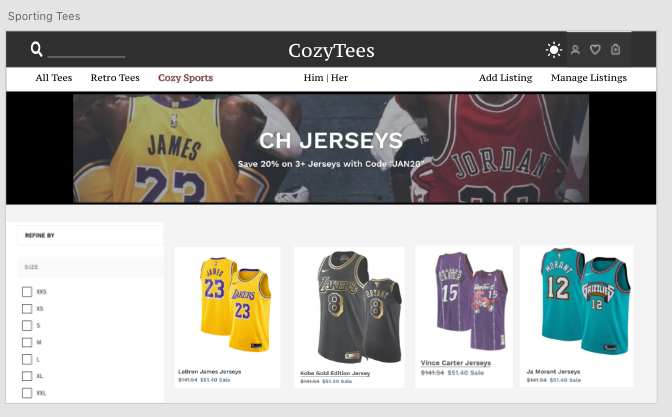 Sporting Tees
CozyTees
All Tees Retro Tees Cozy Sports Him | Her Add Listing Manage Listings
JAMES
23
JORDAN
CH JERSEYS
Save 20% on 3+ Jerseys with Code "JAN20"
REFINE BY
SIZE
XXS
XS
S
M
L
XL
XXL
JAMES
23
LAKERS
23
LeBron James Jerseys
$141.54 $51.40 Sale
LAKERS
8
BRYANT
8
Kobe Gold Edition Jersey
$141.54 $51.40 Sale
CARTER
15
15
Vince Carter Jerseys
$141.54 $51.40 Sale
MORANT
12
GRIZZLIES
12
Ja Morant Jerseys
$141.54 $51.40 Sale